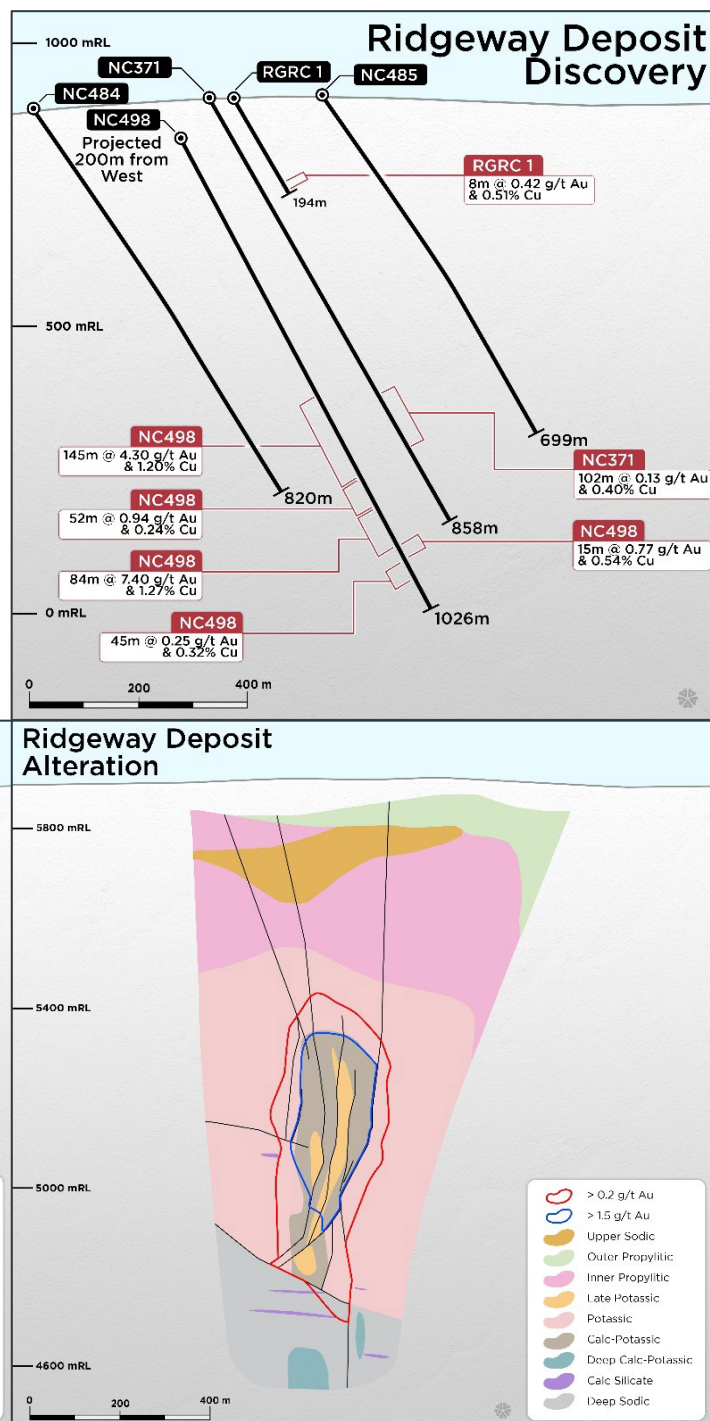 Ridgeway Deposit
Discovery
1000 mRL
NC371
RGRC 1
NC485
NC484
NC498
Projected
200m from
West
RGRC 1
8m @ 0.42 g/t Au
& 0.51% Cu
194m
500 mRL
NC498
145m @ 4.30 g/t Au
& 1.20% Cu
699m
NC371
102m @ 0.13 g/t Au
& 0.40% Cu
820m
NC498
52m @ 0.94 g/t Au
& 0.24% Cu
858m
NC498
15m @ 0.77 g/t Au
& 0.54% Cu
NC498
84m @ 7.40 g/t Au
& 1.27% Cu
0 mRL
1026m
NC498
45m @ 0.25 g/t Au
& 0.32% Cu
0
200
400 m
Ridgeway Deposit
Alteration
5800 mRL
5400 mRL
5000 mRL
4600 mRL
> 0.2 g/t Au
> 1.5 g/t Au
Upper Sodic
Outer Propylitic
Inner Propylitic
Late Potassic
Potassic
Calc-Potassic
Deep Calc-Potassic
Calc Silicate
Deep Sodic
0
200
400 m